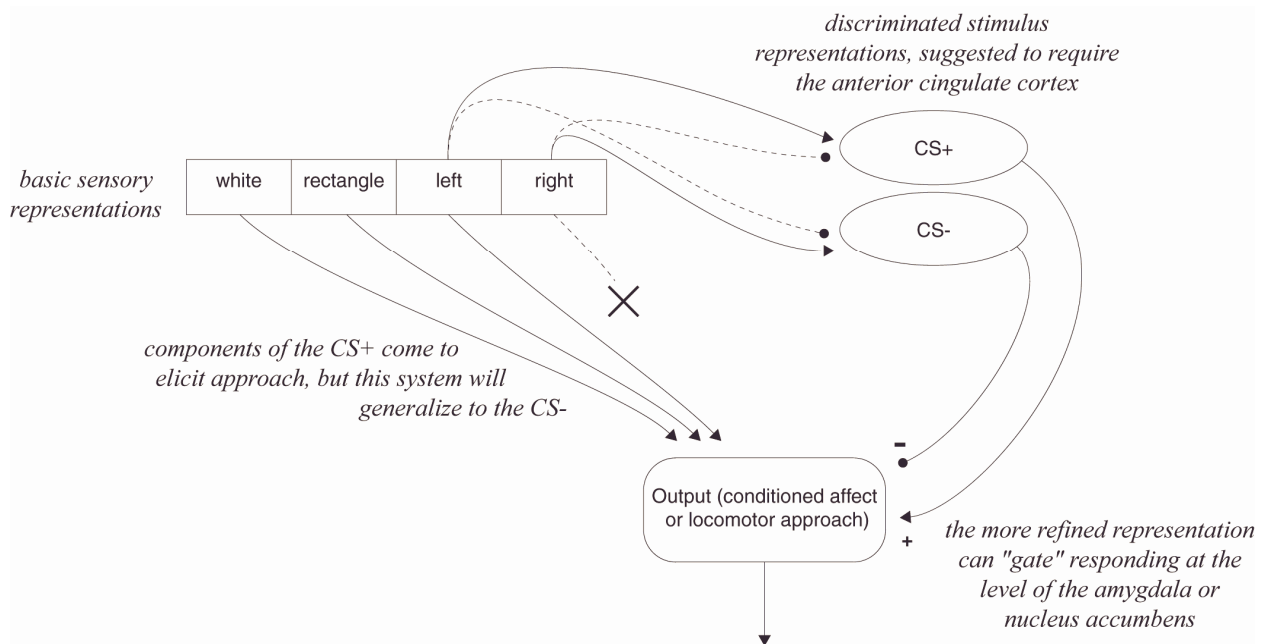 discriminated stimulus
representations, suggested to require
the anterior cingulate cortex
CS+
basic sensory
representations
white
rectangle
left
right
CS-
components of the CS+ come to
elicit approach, but this system will
generalize to the CS-
-
Output (conditioned affect
or locomotor approach)
+
the more refined representation
can "gate" responding at the
level of the amygdala or
nucleus accumbens